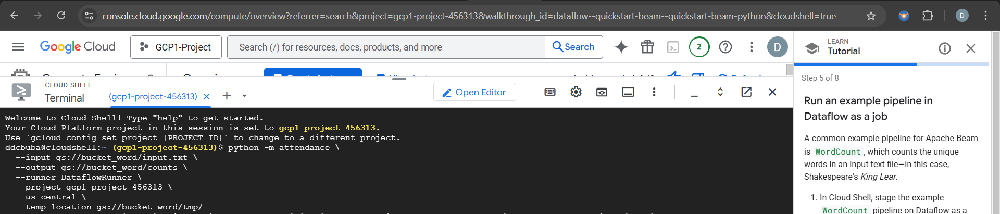 console.cloud.google.com/compute/overview?referrer=search&project=gcp1-project-456313&walkthrough_id=dataflow--quickstart-beam--quickstart-beam-python&cloudshell=true
D
Google Cloud
GCP1-Project
Search (/) for resources, docs, products, and more
Search
2
D
CLOUD SHELL
Terminal
(gcp1-project-456313)
Open Editor
Welcome to Cloud Shell! Type "help" to get started.
Your Cloud Platform project in this session is set to gcp1-project-456313.
Use `gcloud config set project [PROJECT_ID]` to change to a different project.
ddcbuba@cloudshell:~ (gcp1-project-456313)$ python -m attendance \
--input gs://bucket_word/input.txt \
--output gs://bucket_word/counts \
--runner DataflowRunner \
--project gcp1-project-456313 \
--us-central \
--temp_location gs://bucket_word/tmp/
LEARN
Tutorial
Step 5 of 8
Run an example pipeline in
Dataflow as a job
A common example pipeline for Apache Beam
is WordCount, which counts the unique
words in an input text file—in this case,
Shakespeare's King Lear.
1. In Cloud Shell, stage the example
WordCount pipeline on Dataflow as a